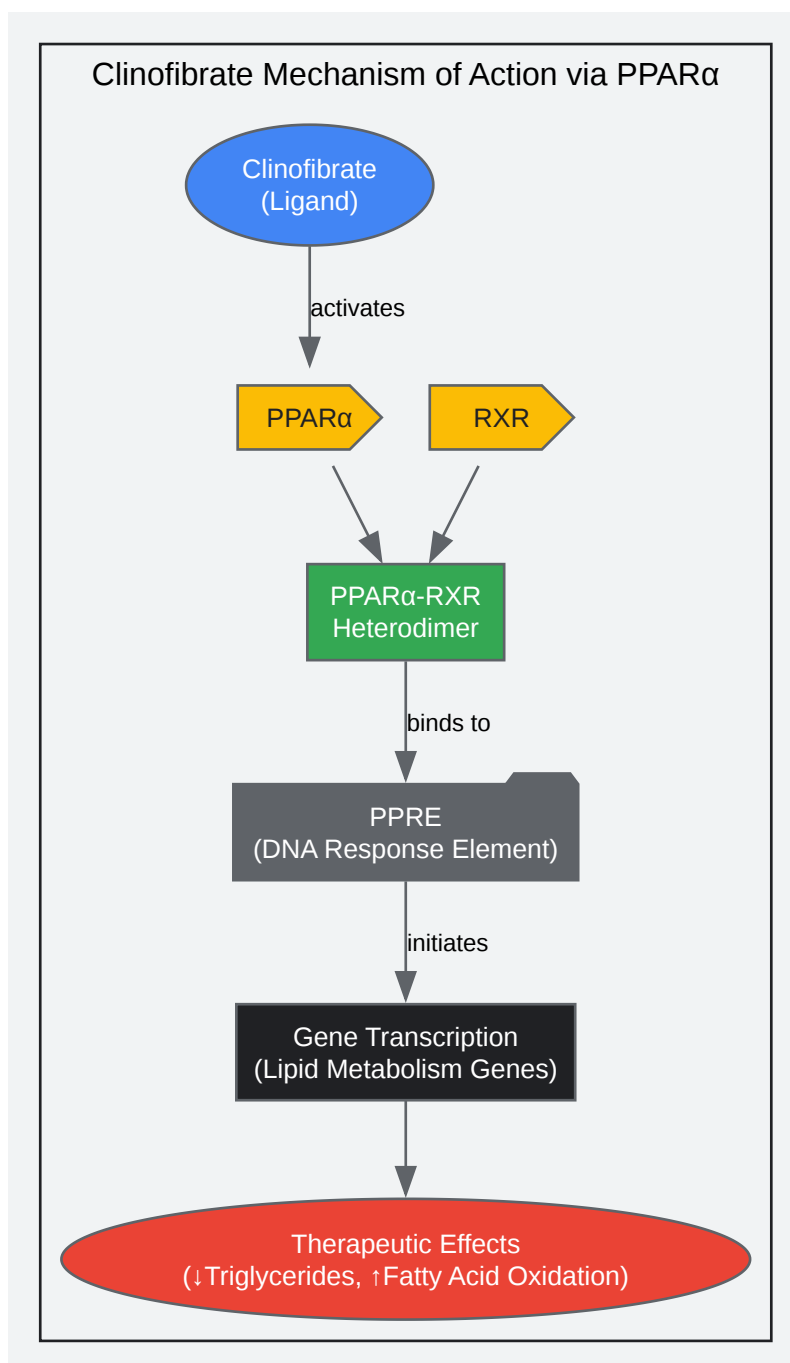 Clinofibrate Mechanism of Action via PPARα
Clinofibrate
(Ligand)
activates
PPARα
RXR
PPARα-RXR
Heterodimer
binds to
PPRE
(DNA Response Element)
initiates
Gene Transcription
(Lipid Metabolism Genes)
Therapeutic Effects
(↓Triglycerides, ↑Fatty Acid Oxidation)